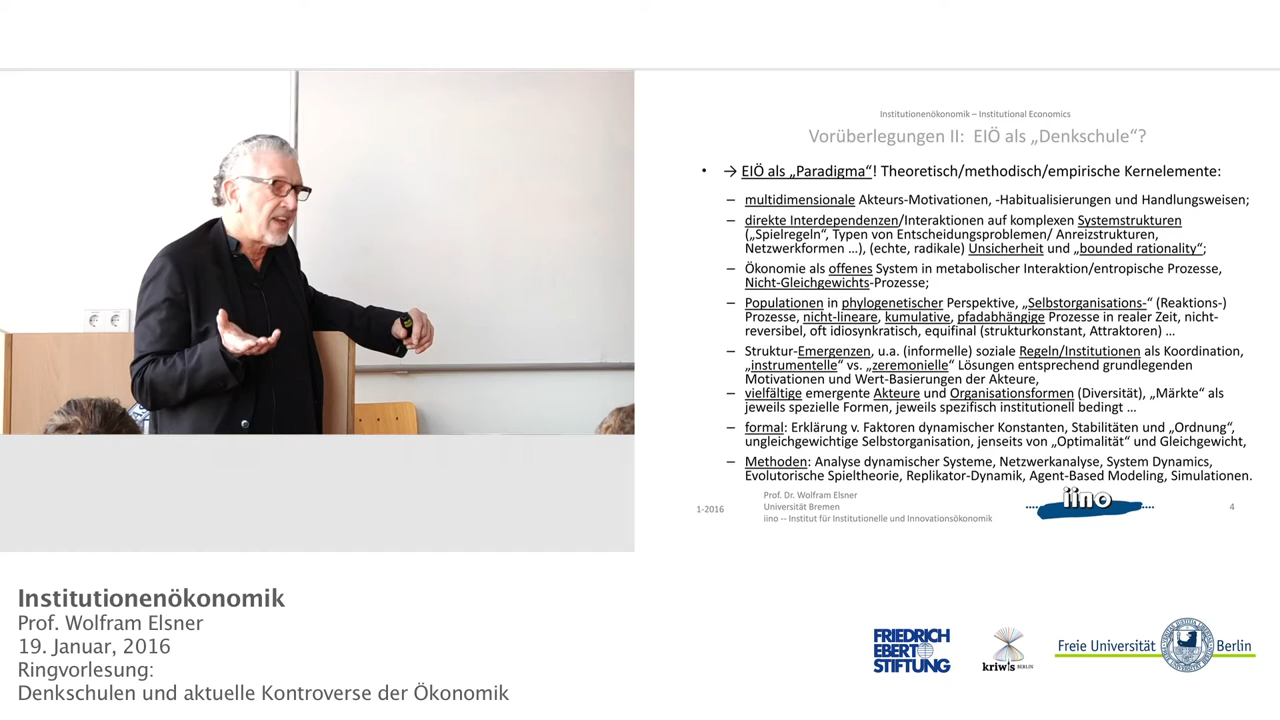 Institutionenökonomik – Institutional Economics
Vorüberlegungen II: EIÖ als „Denkschule“?
• → EIÖ als „Paradigma“! Theoretisch/methodisch/empirische Kernelemente:
– multidimensionale Akteurs-Motivationen, -Habitualisierungen und Handlungsweisen;
– direkte Interdependenzen/Interaktionen auf komplexen Systemstrukturen
(„Spielregeln“, Typen von Entscheidungsproblemen/ Anreizstrukturen,
Netzwerkformen …), (echte, radikale) Unsicherheit und „bounded rationality“;
– Ökonomie als offenes System in metabolischer Interaktion/entropische Prozesse,
Nicht-Gleichgewichts-Prozesse;
– Populationen in phylogenetischer Perspektive, „Selbstorganisations-“ (Reaktions-)
Prozesse, nicht-lineare, kumulative, pfadabhängige Prozesse in realer Zeit, nicht-
reversibel, oft idiosynkratisch, equifinal (strukturkonstant, Attraktoren) …
– Struktur-Emergenzen, u.a. (informelle) soziale Regeln/Institutionen als Koordination,
„instrumentelle“ vs. „zeremonielle“ Lösungen entsprechend grundlegenden
Motivationen und Wert-Basierungen der Akteure,
– vielfältige emergente Akteure und Organisationsformen (Diversität), „Märkte“ als
jeweils spezielle Formen, jeweils spezifisch institutionell bedingt …
– formal: Erklärung v. Faktoren dynamischer Konstanten, Stabilitäten und „Ordnung“,
ungleichgewichtige Selbstorganisation, jenseits von „Optimalität“ und Gleichgewicht,
– Methoden: Analyse dynamischer Systeme, Netzwerkanalyse, System Dynamics,
Evolutorische Spieltheorie, Replikator-Dynamik, Agent-Based Modeling, Simulationen.
1-2016
Prof. Dr. Wolfram Elsner
Universität Bremen
iino -- Institut für Institutionelle und Innovationsökonomik
iino
4
Institutionenökonomik
Prof. Wolfram Elsner
19. Januar, 2016
Ringvorlesung:
Denkschulen und aktuelle Kontroverse der Ökonomik
FRIEDRICH
EBERT
STIFTUNG
kriwis BERLIN
Freie Universität Berlin